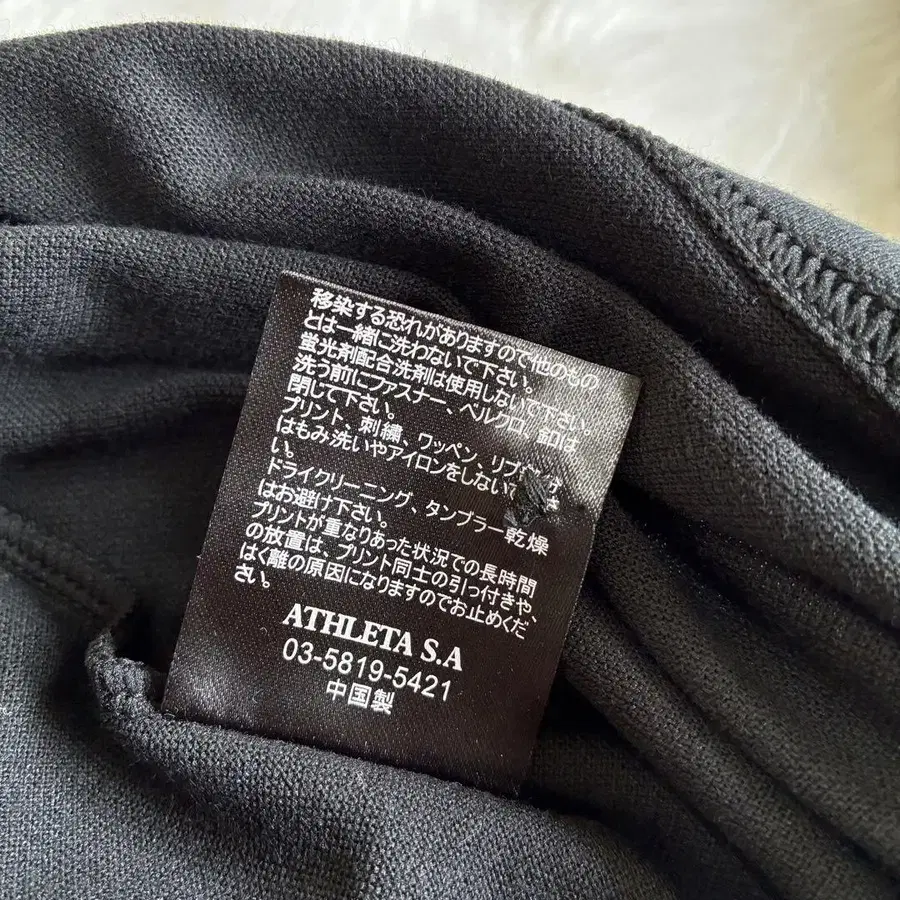 移染する恐れがありますので他のもの
とは一緒に洗わないで下さい。
蛍光剤配合洗剤は使用しないで下さい。
洗う前にファスナー、ベルクロ、釦は
閉じて下さい。
プリント、刺繍、ワッペン、リブ
はもみ洗いやアイロンをしない
い。
ドライクリーニング、タンブラー乾燥
はお避け下さい。
プリントが重なりあった状況での長時間
の放置は、プリント同士の引っ付きや、
はく離の原因になりますのでお止めくだ
さい。
ATHLETA S.A
03-5819-5421
中国製